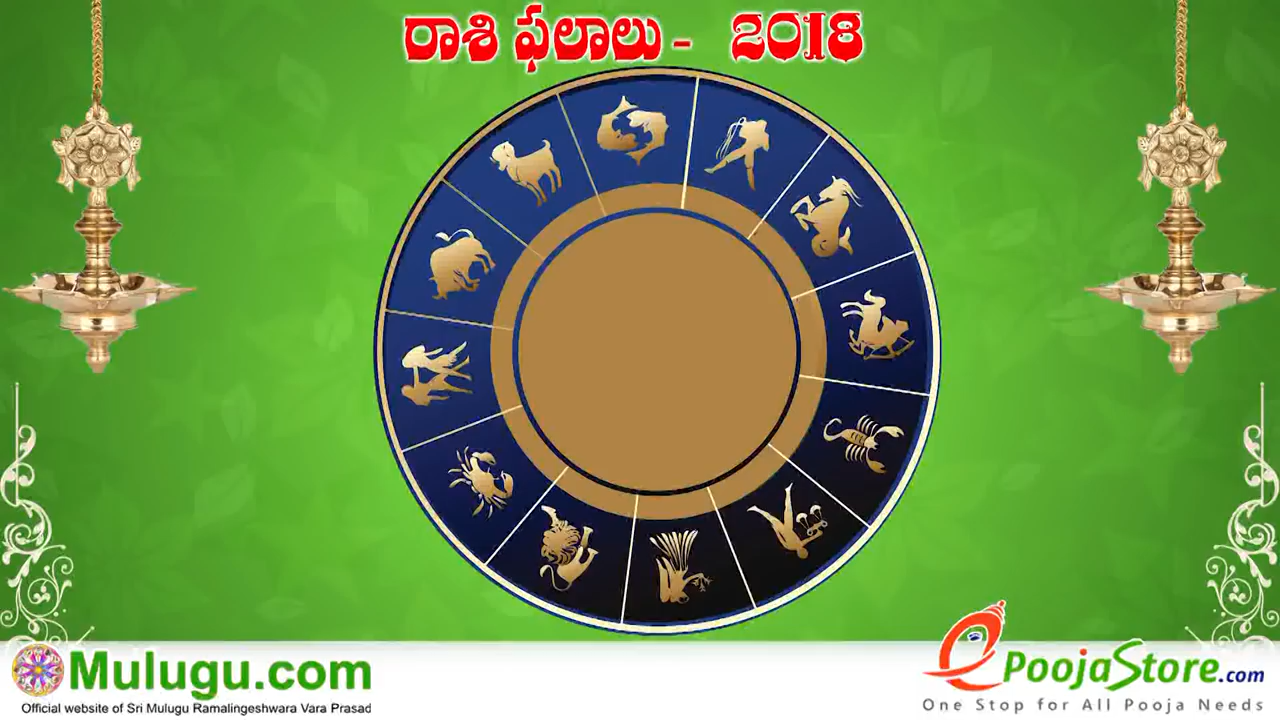 రాశి ఫలాలు - 2018
Mulugu.com
Official website of Sri Mulugu Ramalingeshwara Vara Prasad
ePoojaStore.com
One Stop for All Pooja Needs